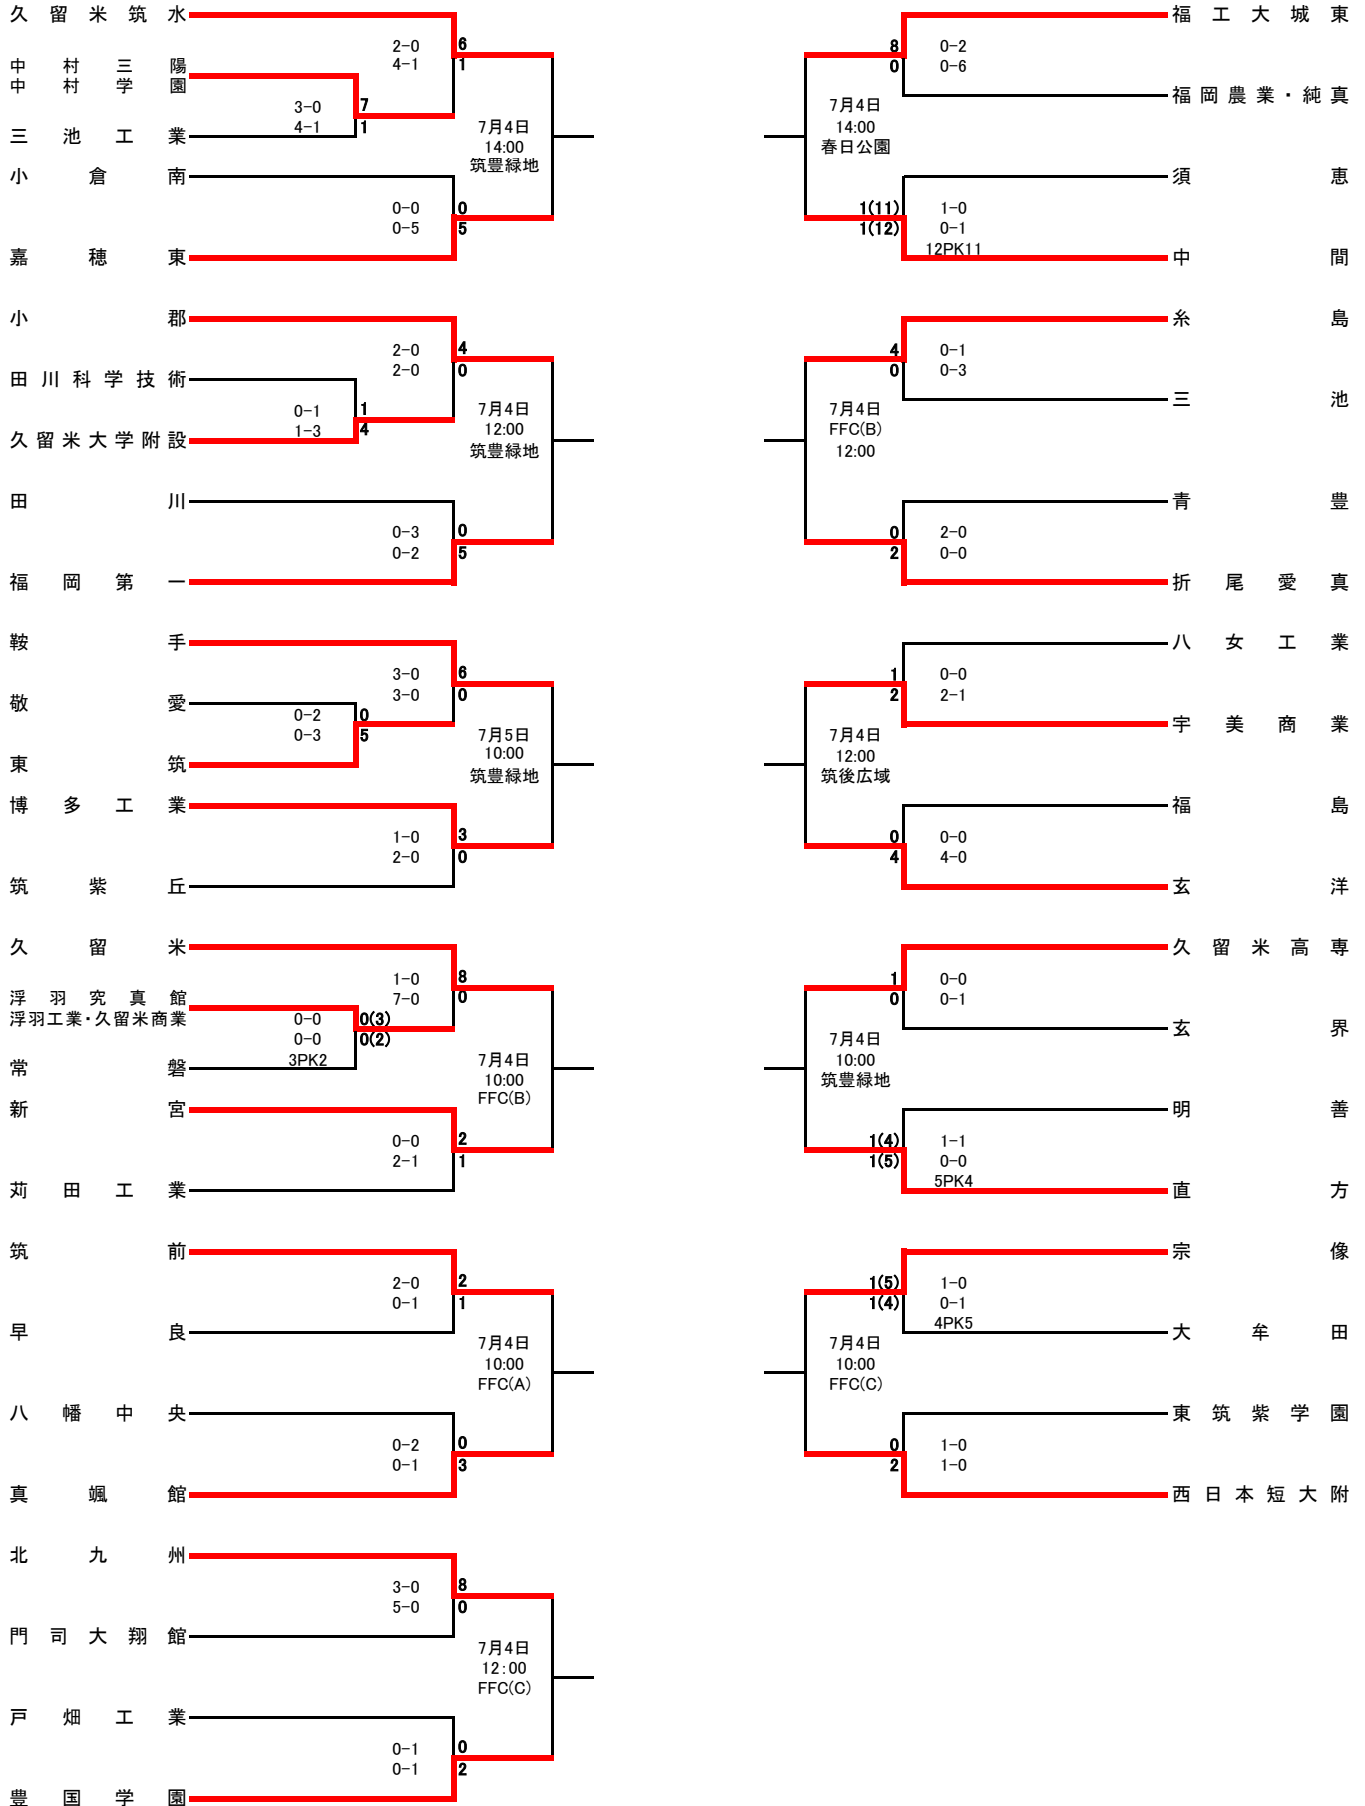 久留米筑水
2-0 6
4-1 1
中村三陽
中村学園
3-0 7
4-1 1
三池工業
7月4日
14:00
筑豊緑地
小倉南
0-0 0
0-5 5
嘉穂東
小郡
2-0 4
2-0 0
田川科学技術
0-1 1
1-3 4
久留米大学附設
7月4日
12:00
筑豊緑地
田川
0-3 0
0-2 5
福岡第一
鞍手
3-0 6
3-0 0
敬愛
0-2 0
0-3 5
東筑
7月5日
10:00
筑豊緑地
博多工業
1-0 3
2-0 0
筑紫丘
久留米
1-0 8
7-0 0
浮羽究真館
浮羽工業・久留米商業
0-0 0(3)
0-0 0(2)
3PK2
常磐
7月4日
10:00
FFC(B)
新宮
0-0 2
2-1 1
苅田工業
筑前
2-0 2
0-1 1
早良
7月4日
10:00
FFC(A)
八幡中央
0-2 0
0-1 3
真颯館
北九州
3-0 8
5-0 0
門司大翔館
7月4日
12:00
FFC(C)
戸畑工業
0-1 0
0-1 2
豊国学園
福工大城東
8 0-2
0 0-6
福岡農業・純真
7月4日
14:00
春日公園
須恵
1(11) 1-0
1(12) 0-1
12PK11
中間
糸島
4 0-1
0 0-3
三池
7月4日
FFC(B)
12:00
青豊
0 2-0
2 0-0
折尾愛真
八女工業
1 0-0
2 2-1
宇美商業
7月4日
12:00
筑後広域
福島
0 0-0
4 4-0
玄洋
久留米高専
1 0-0
0 0-1
玄界
7月4日
10:00
筑豊緑地
明善
1(4) 1-1
1(5) 0-0
5PK4
直方
宗像
1(5) 1-0
1(4) 0-1
4PK5
大牟田
7月4日
10:00
FFC(C)
東筑紫学園
0 1-0
2 1-0
西日本短大附